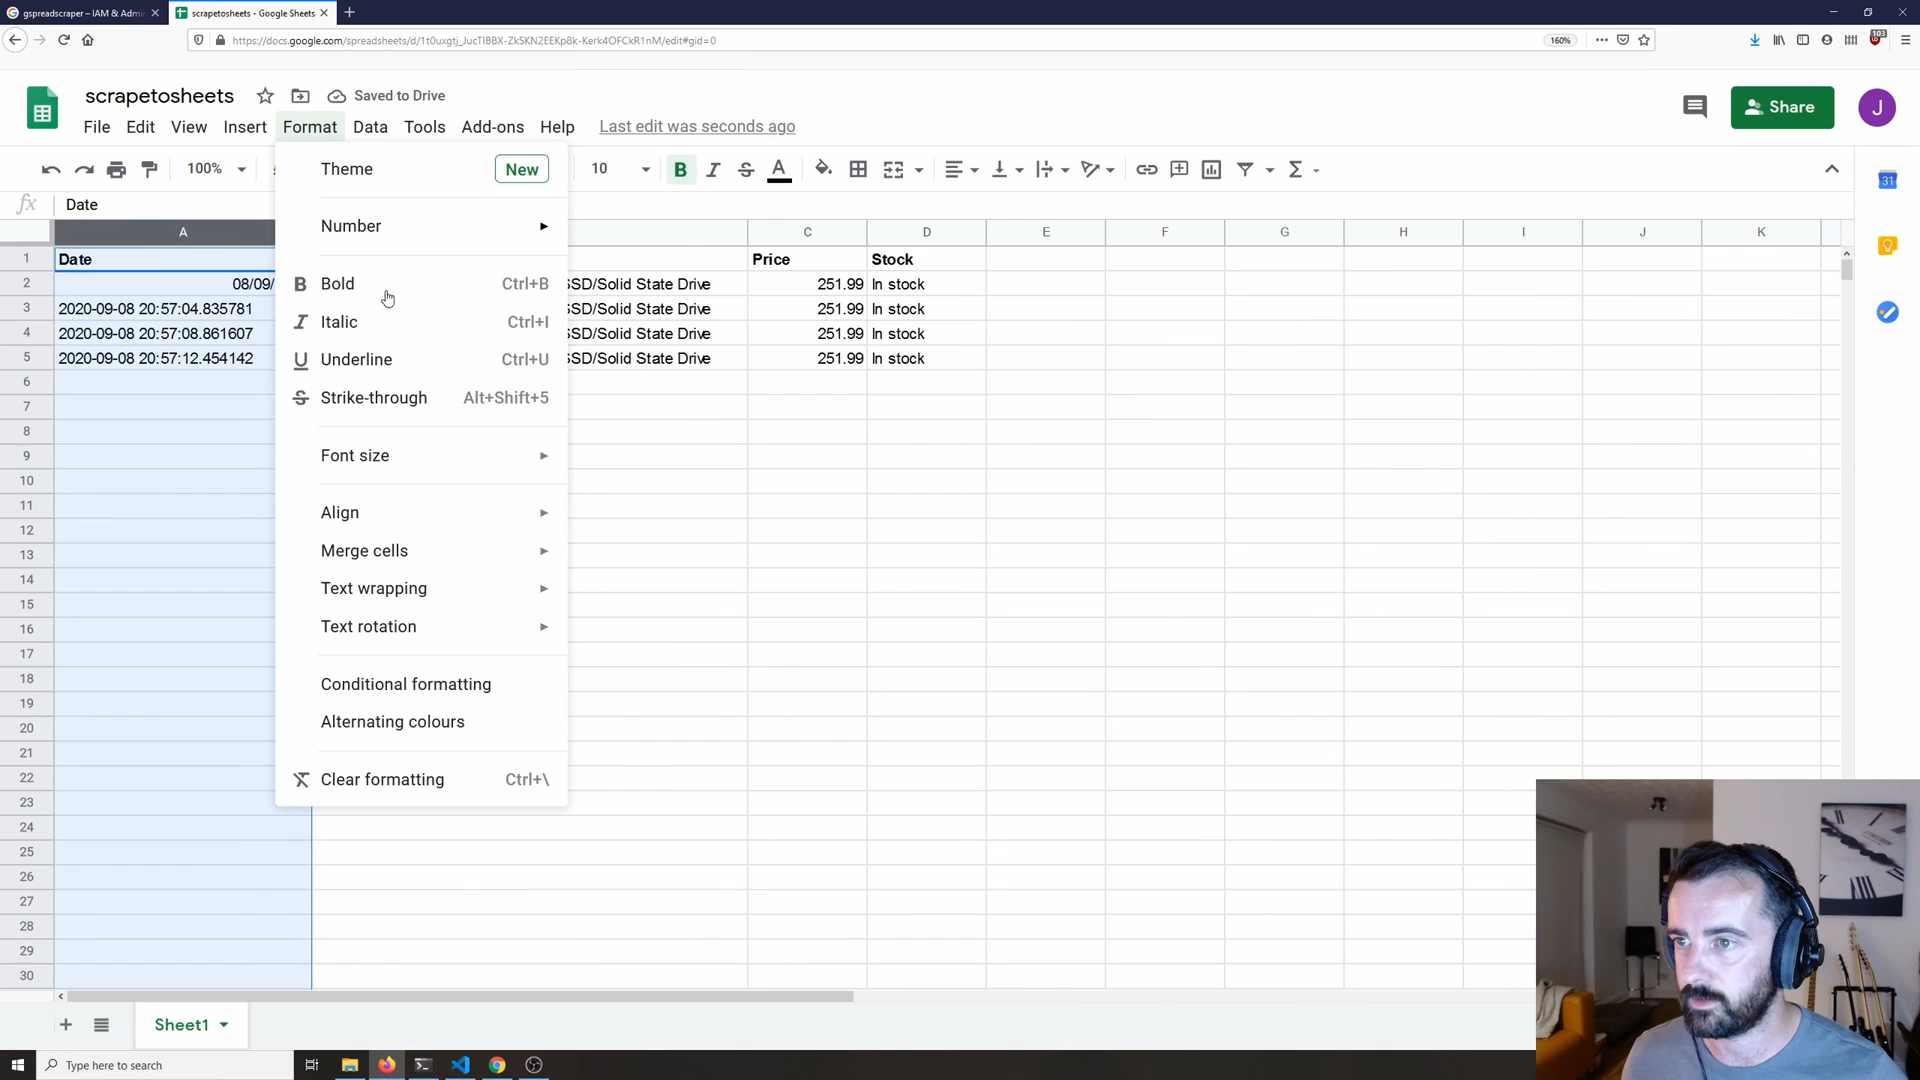 gspreadscraper – IAM & Admi
scrapetosheets - Google Sheets
https://docs.google.com/spreadsheets/d/1t0uxgtj_JucTIBBX-ZkSKN2EEKp8k-Kerk4OFCkR1nM/edit#gid=0
160%
103
scrapetosheets
Saved to Drive
Share
J
File Edit View Insert Format Data Tools Add-ons Help Last edit was seconds ago
100%
10
B
I
S
A
fx Date
31
A C D E F G H I J K
1 Date Price Stock
2 08/09/ SSD/Solid State Drive 251.99 In stock
3 2020-09-08 20:57:04.835781 SSD/Solid State Drive 251.99 In stock
4 2020-09-08 20:57:08.861607 SSD/Solid State Drive 251.99 In stock
5 2020-09-08 20:57:12.454142 SSD/Solid State Drive 251.99 In stock
6
7
8
9
10
11
12
13
14
15
16
17
18
19
20
21
22
23
24
25
26
27
28
29
30
Theme New
Number
B Bold Ctrl+B
I Italic Ctrl+I
U Underline Ctrl+U
S Strike-through Alt+Shift+5
Font size
Align
Merge cells
Text wrapping
Text rotation
Conditional formatting
Alternating colours
Clear formatting Ctrl+\
Sheet1
Type here to search